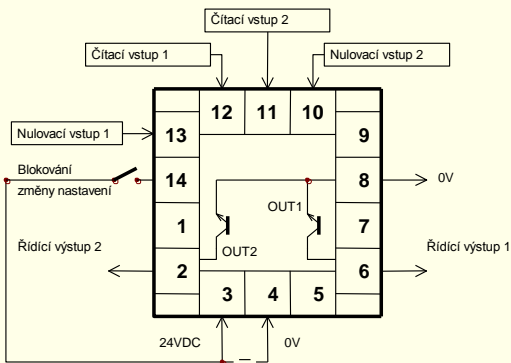 Čítací vstup 2
Čítací vstup 1
Nulovací vstup 2
12
11
10
Nulovací vstup 1
13
9
Blokování
změny nastavení
14
8
0V
OUT1
1
7
OUT2
Řídící výstup 2
Řídící výstup 1
2
6
3
4
5
24VDC
0V